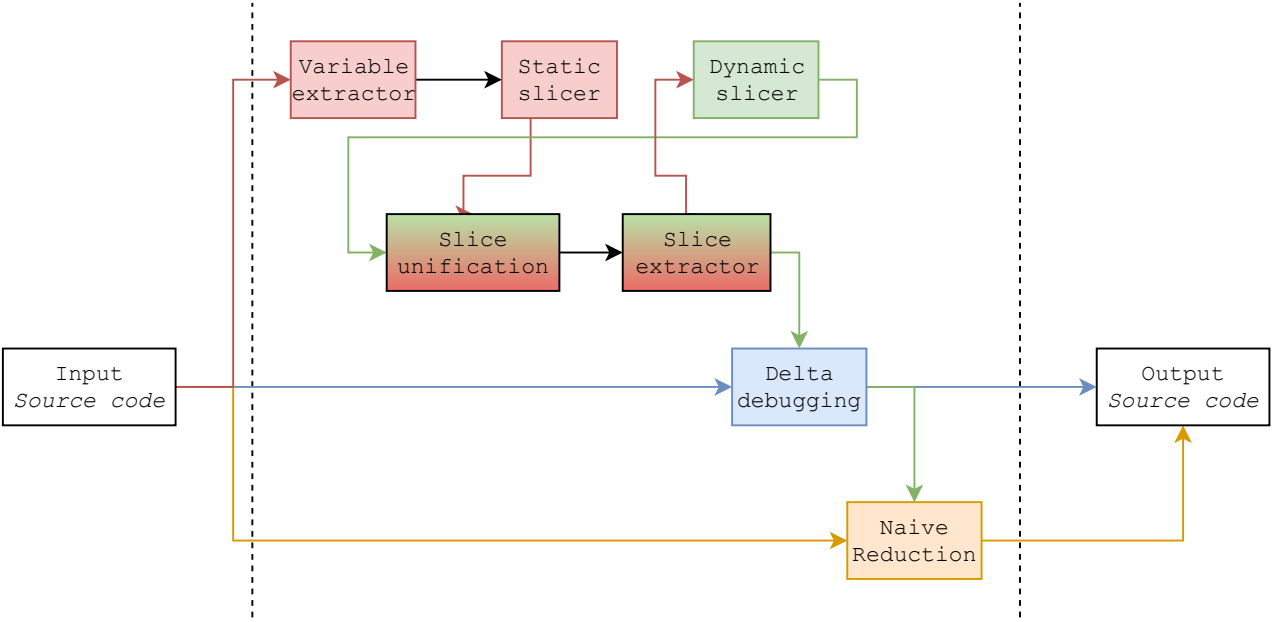 Variable
extractor
Static
slicer
Dynamic
slicer
Slice
unification
Slice
extractor
Input
Source code
Delta
debugging
Output
Source code
Naive
Reduction